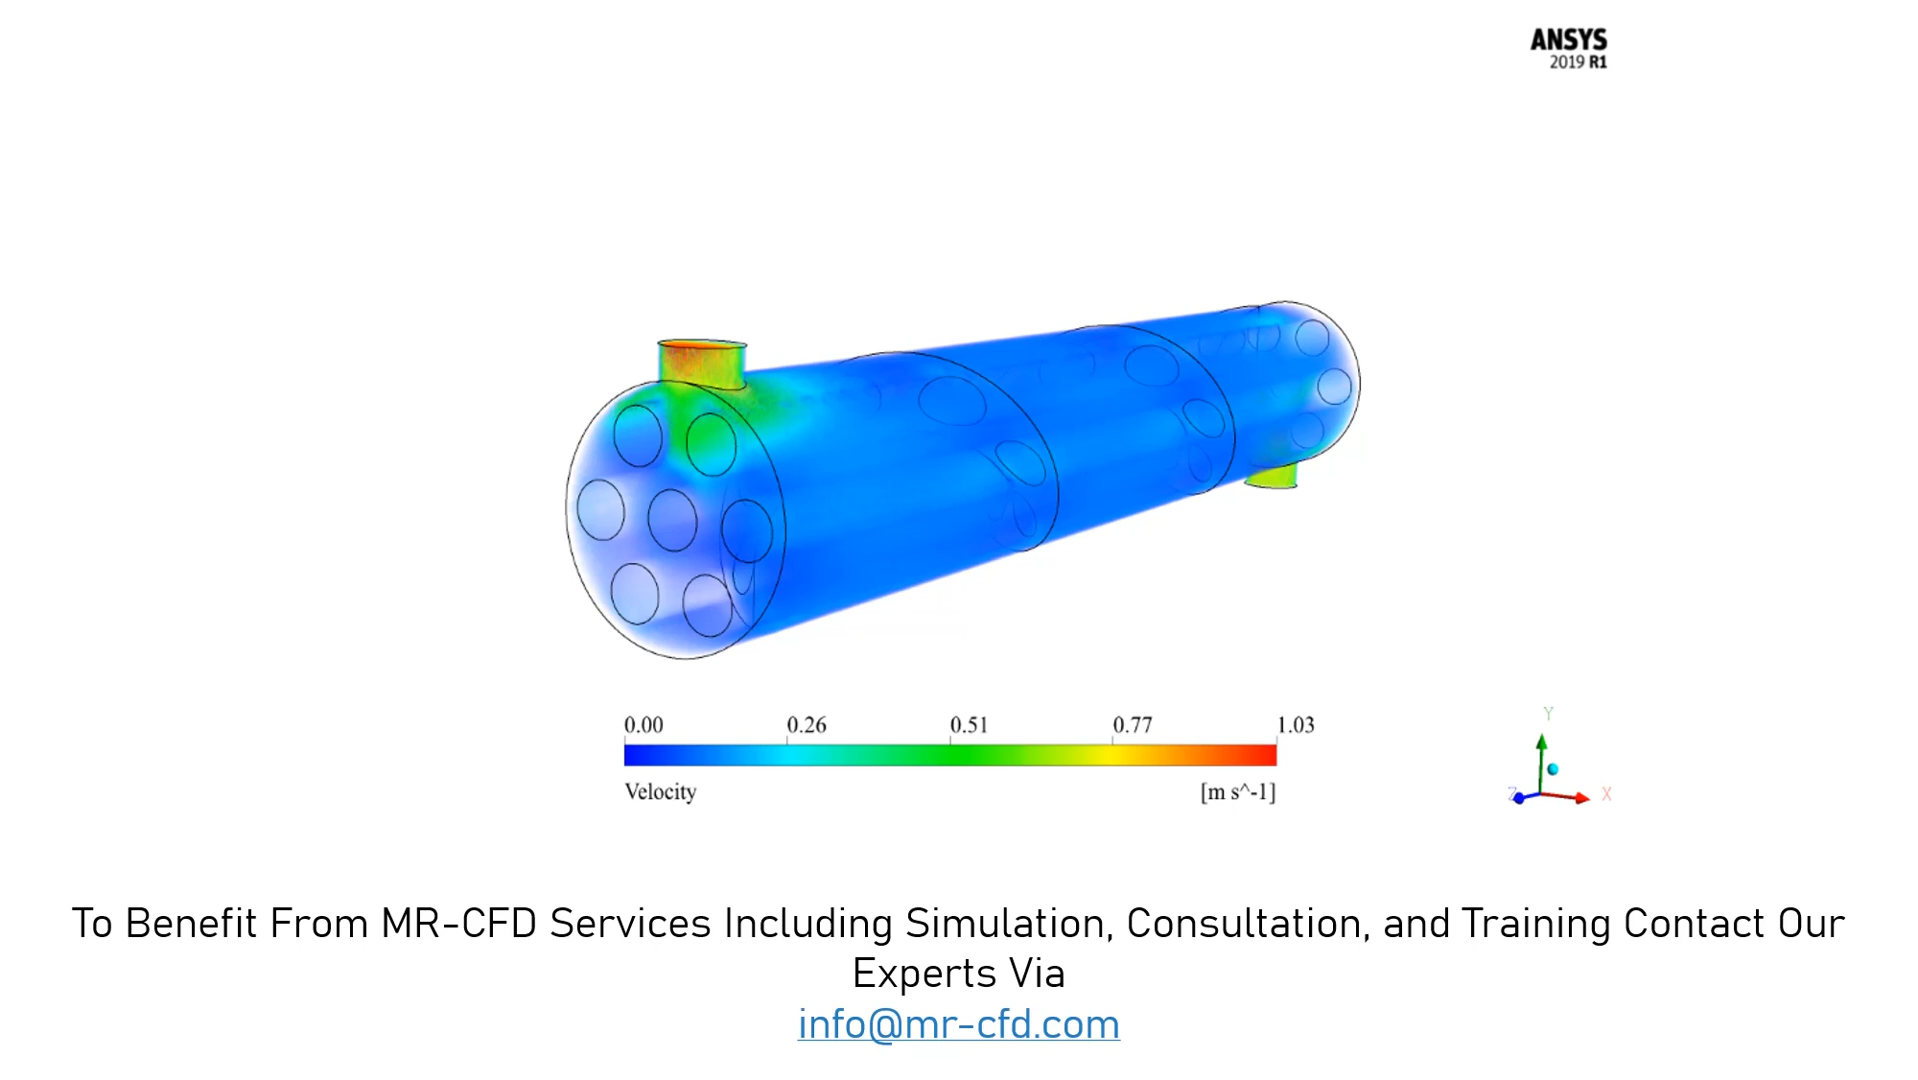 ANSYS
2019 R1
0.00 0.26 0.51 0.77 1.03
Velocity [m s^-1]
Y
Z X
To Benefit From MR-CFD Services Including Simulation, Consultation, and Training Contact Our
Experts Via
info@mr-cfd.com